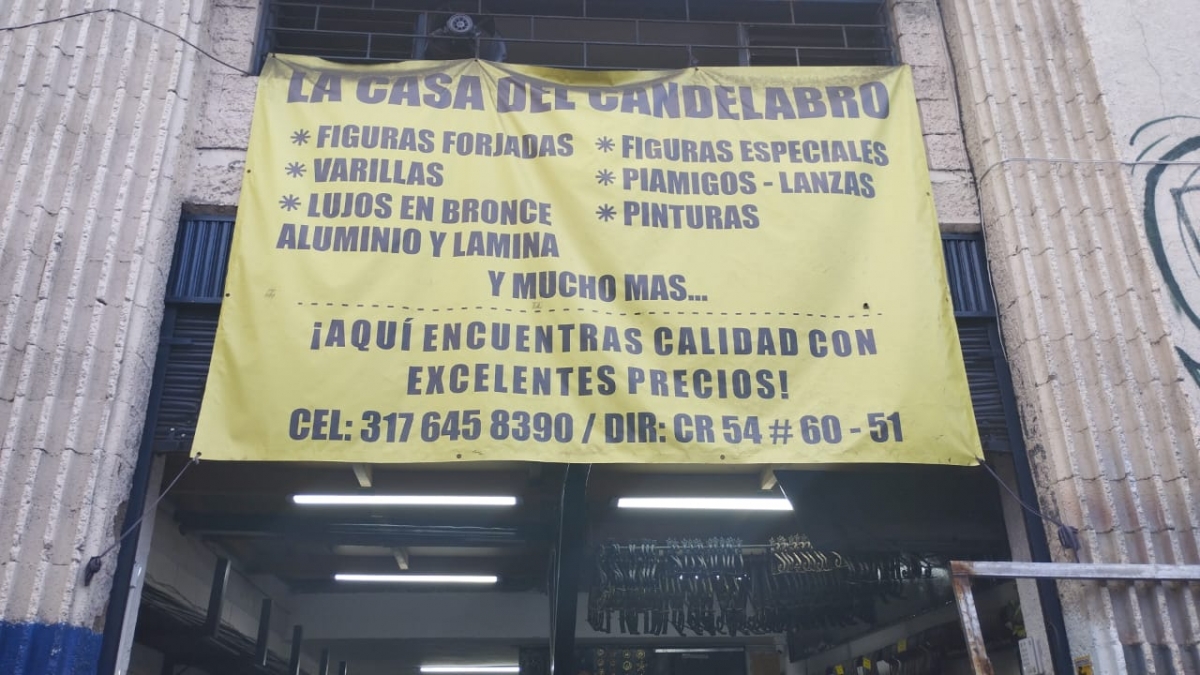 LA CASA DEL CANDELABRO
* FIGURAS FORJADAS
* VARILLAS
* LUJOS EN BRONCE
ALUMINIO Y LAMINA
* FIGURAS ESPECIALES
* PIAMIGOS - LANZAS
* PINTURAS
Y MUCHO MAS...
¡AQUÍ ENCUENTRAS CALIDAD CON
EXCELENTES PRECIOS!
CEL: 317 645 8390 / DIR: CR 54 # 60 - 51